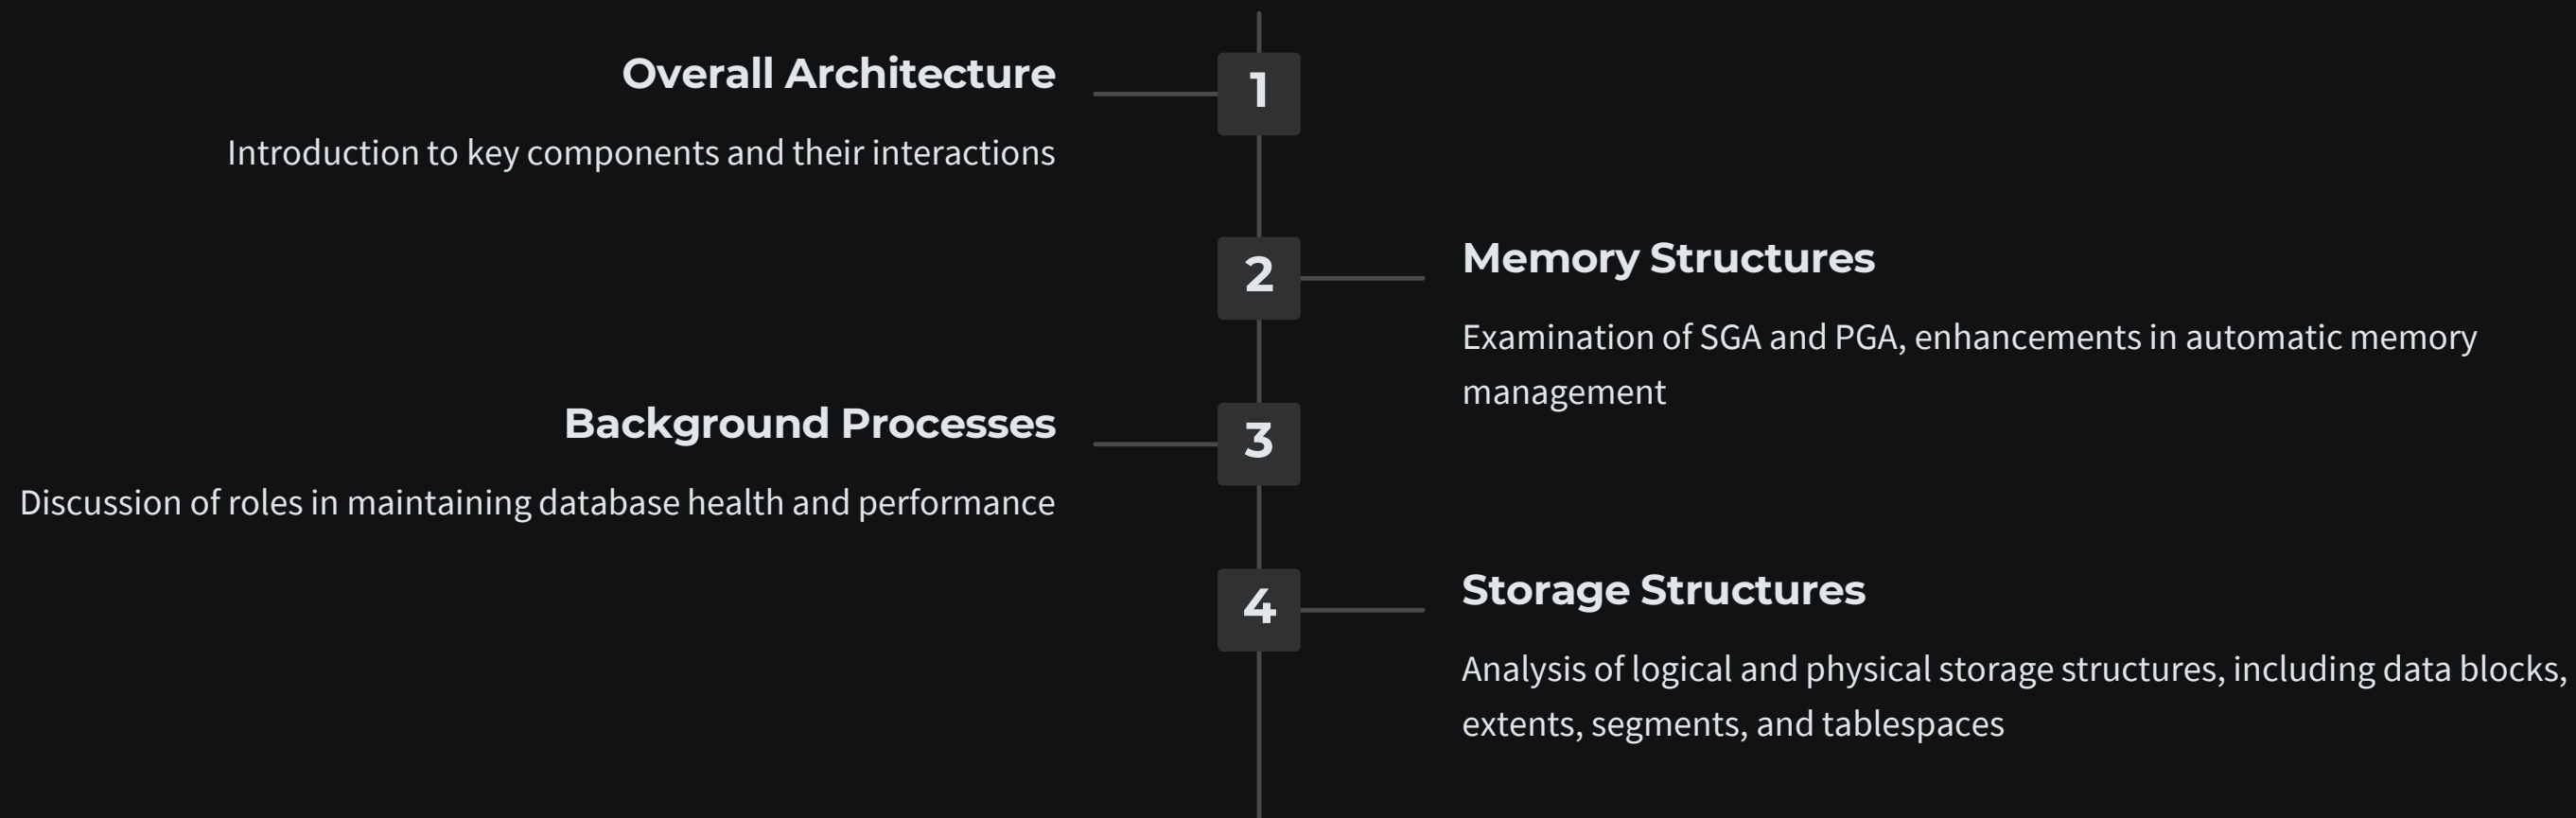 1
Overall Architecture
Introduction to key components and their interactions
2
Memory Structures
Examination of SGA and PGA, enhancements in automatic memory
management
3
Background Processes
Discussion of roles in maintaining database health and performance
4
Storage Structures
Analysis of logical and physical storage structures, including data blocks,
extents, segments, and tablespaces